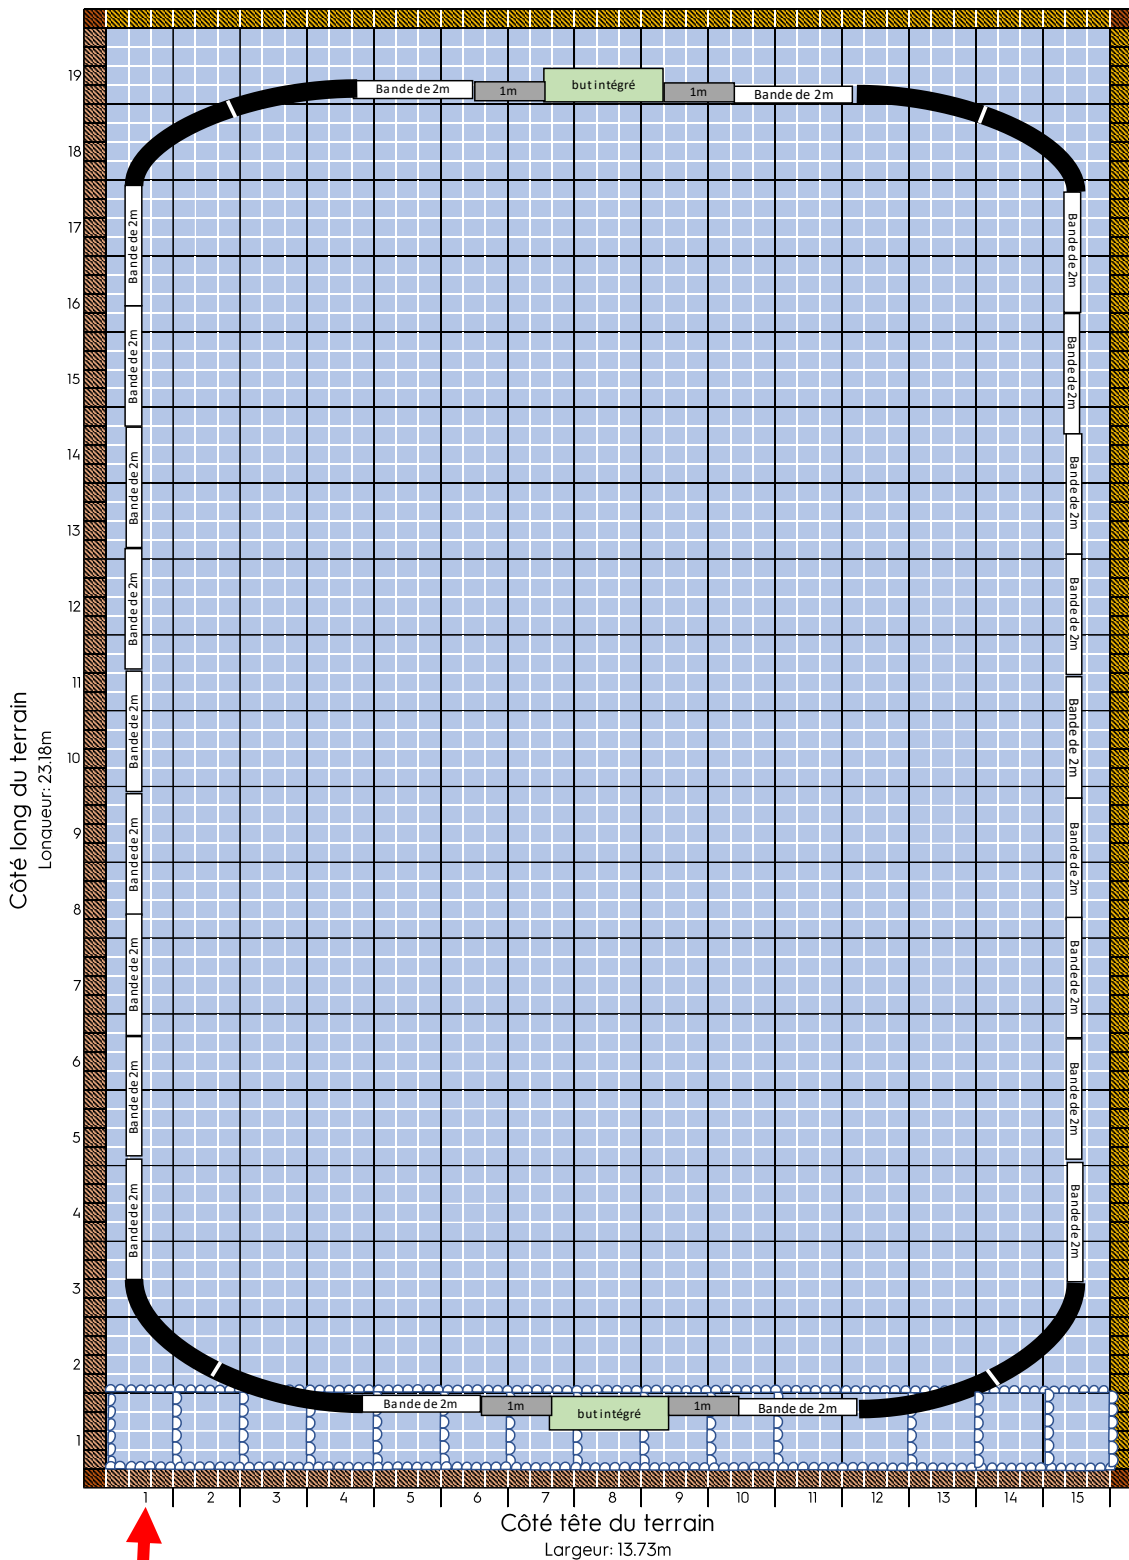 19
Bande de 2m
1m
but intégré
1m
Bande de 2m
18
17
Bande de 2m
Bande de 2m
16
Bande de 2m
Bande de 2m
15
14
Bande de 2m
Bande de 2m
13
12
Bande de 2m
Bande de 2m
11
Bande de 2m
Bande de 2m
10
9
Bande de 2m
Bande de 2m
8
7
Bande de 2m
Bande de 2m
6
Bande de 2m
Bande de 2m
5
4
Bande de 2m
Bande de 2m
3
2
Bande de 2m
1m
but intégré
1m
Bande de 2m
1
Côté long du terrain
Longueur: 23.18m
1 2 3 4 5 6 7 8 9 10 11 12 13 14 15
Côté tête du terrain
Largeur: 13.73m